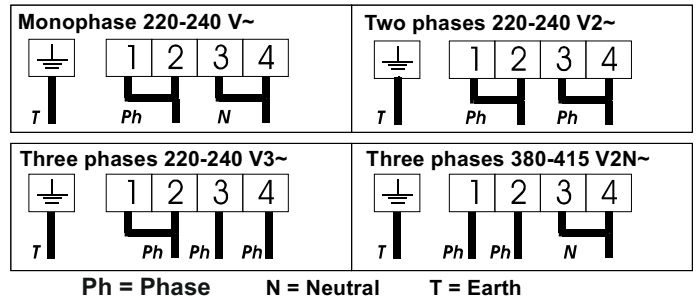 Monophase 220-240 V~
1 2 3 4
T Ph N
Two phases 220-240 V2~
1 2 3 4
T Ph Ph
Three phases 220-240 V3~
1 2 3 4
T Ph Ph Ph
Three phases 380-415 V2N~
1 2 3 4
T Ph Ph N
Ph = Phase N = Neutral T = Earth